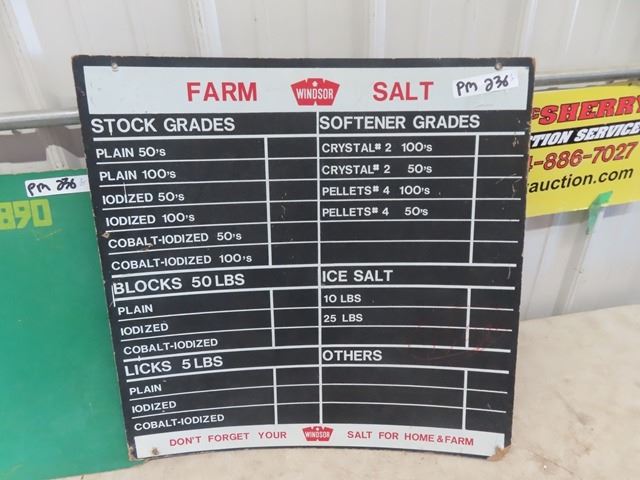 FARM WINDSOR SALT
PM 236
STOCK GRADES
PLAIN 50's
PLAIN 100's
IODIZED 50's
IODIZED 100's
COBALT-IODIZED 50's
COBALT-IODIZED 100's
BLOCKS 50 LBS
PLAIN
IODIZED
COBALT-IODIZED
LICKS 5 LBS
PLAIN
IODIZED
COBALT-IODIZED
SOFTENER GRADES
CRYSTAL# 2 100's
CRYSTAL# 2 50's
PELLETS# 4 100's
PELLETS# 4 50's
ICE SALT
10 LBS
25 LBS
OTHERS
DON'T FORGET YOUR WINDSOR SALT FOR HOME & FARM
PM 236
890
SHERRY
TION SERVICE
4-886-7027
auction.com